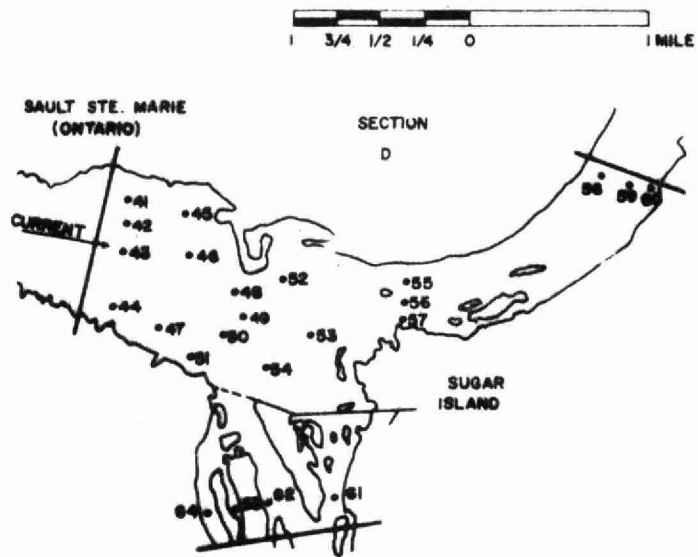 1 3/4 1/2 1/4 0 1 MILE
SAULT STE. MARIE
(ONTARIO)
SECTION
D
CURRENT
41
42
43
44
45
46
47
48
49
50
51
52
53
54
55
56
57
58
59
60
SUGAR
ISLAND
61
62
64